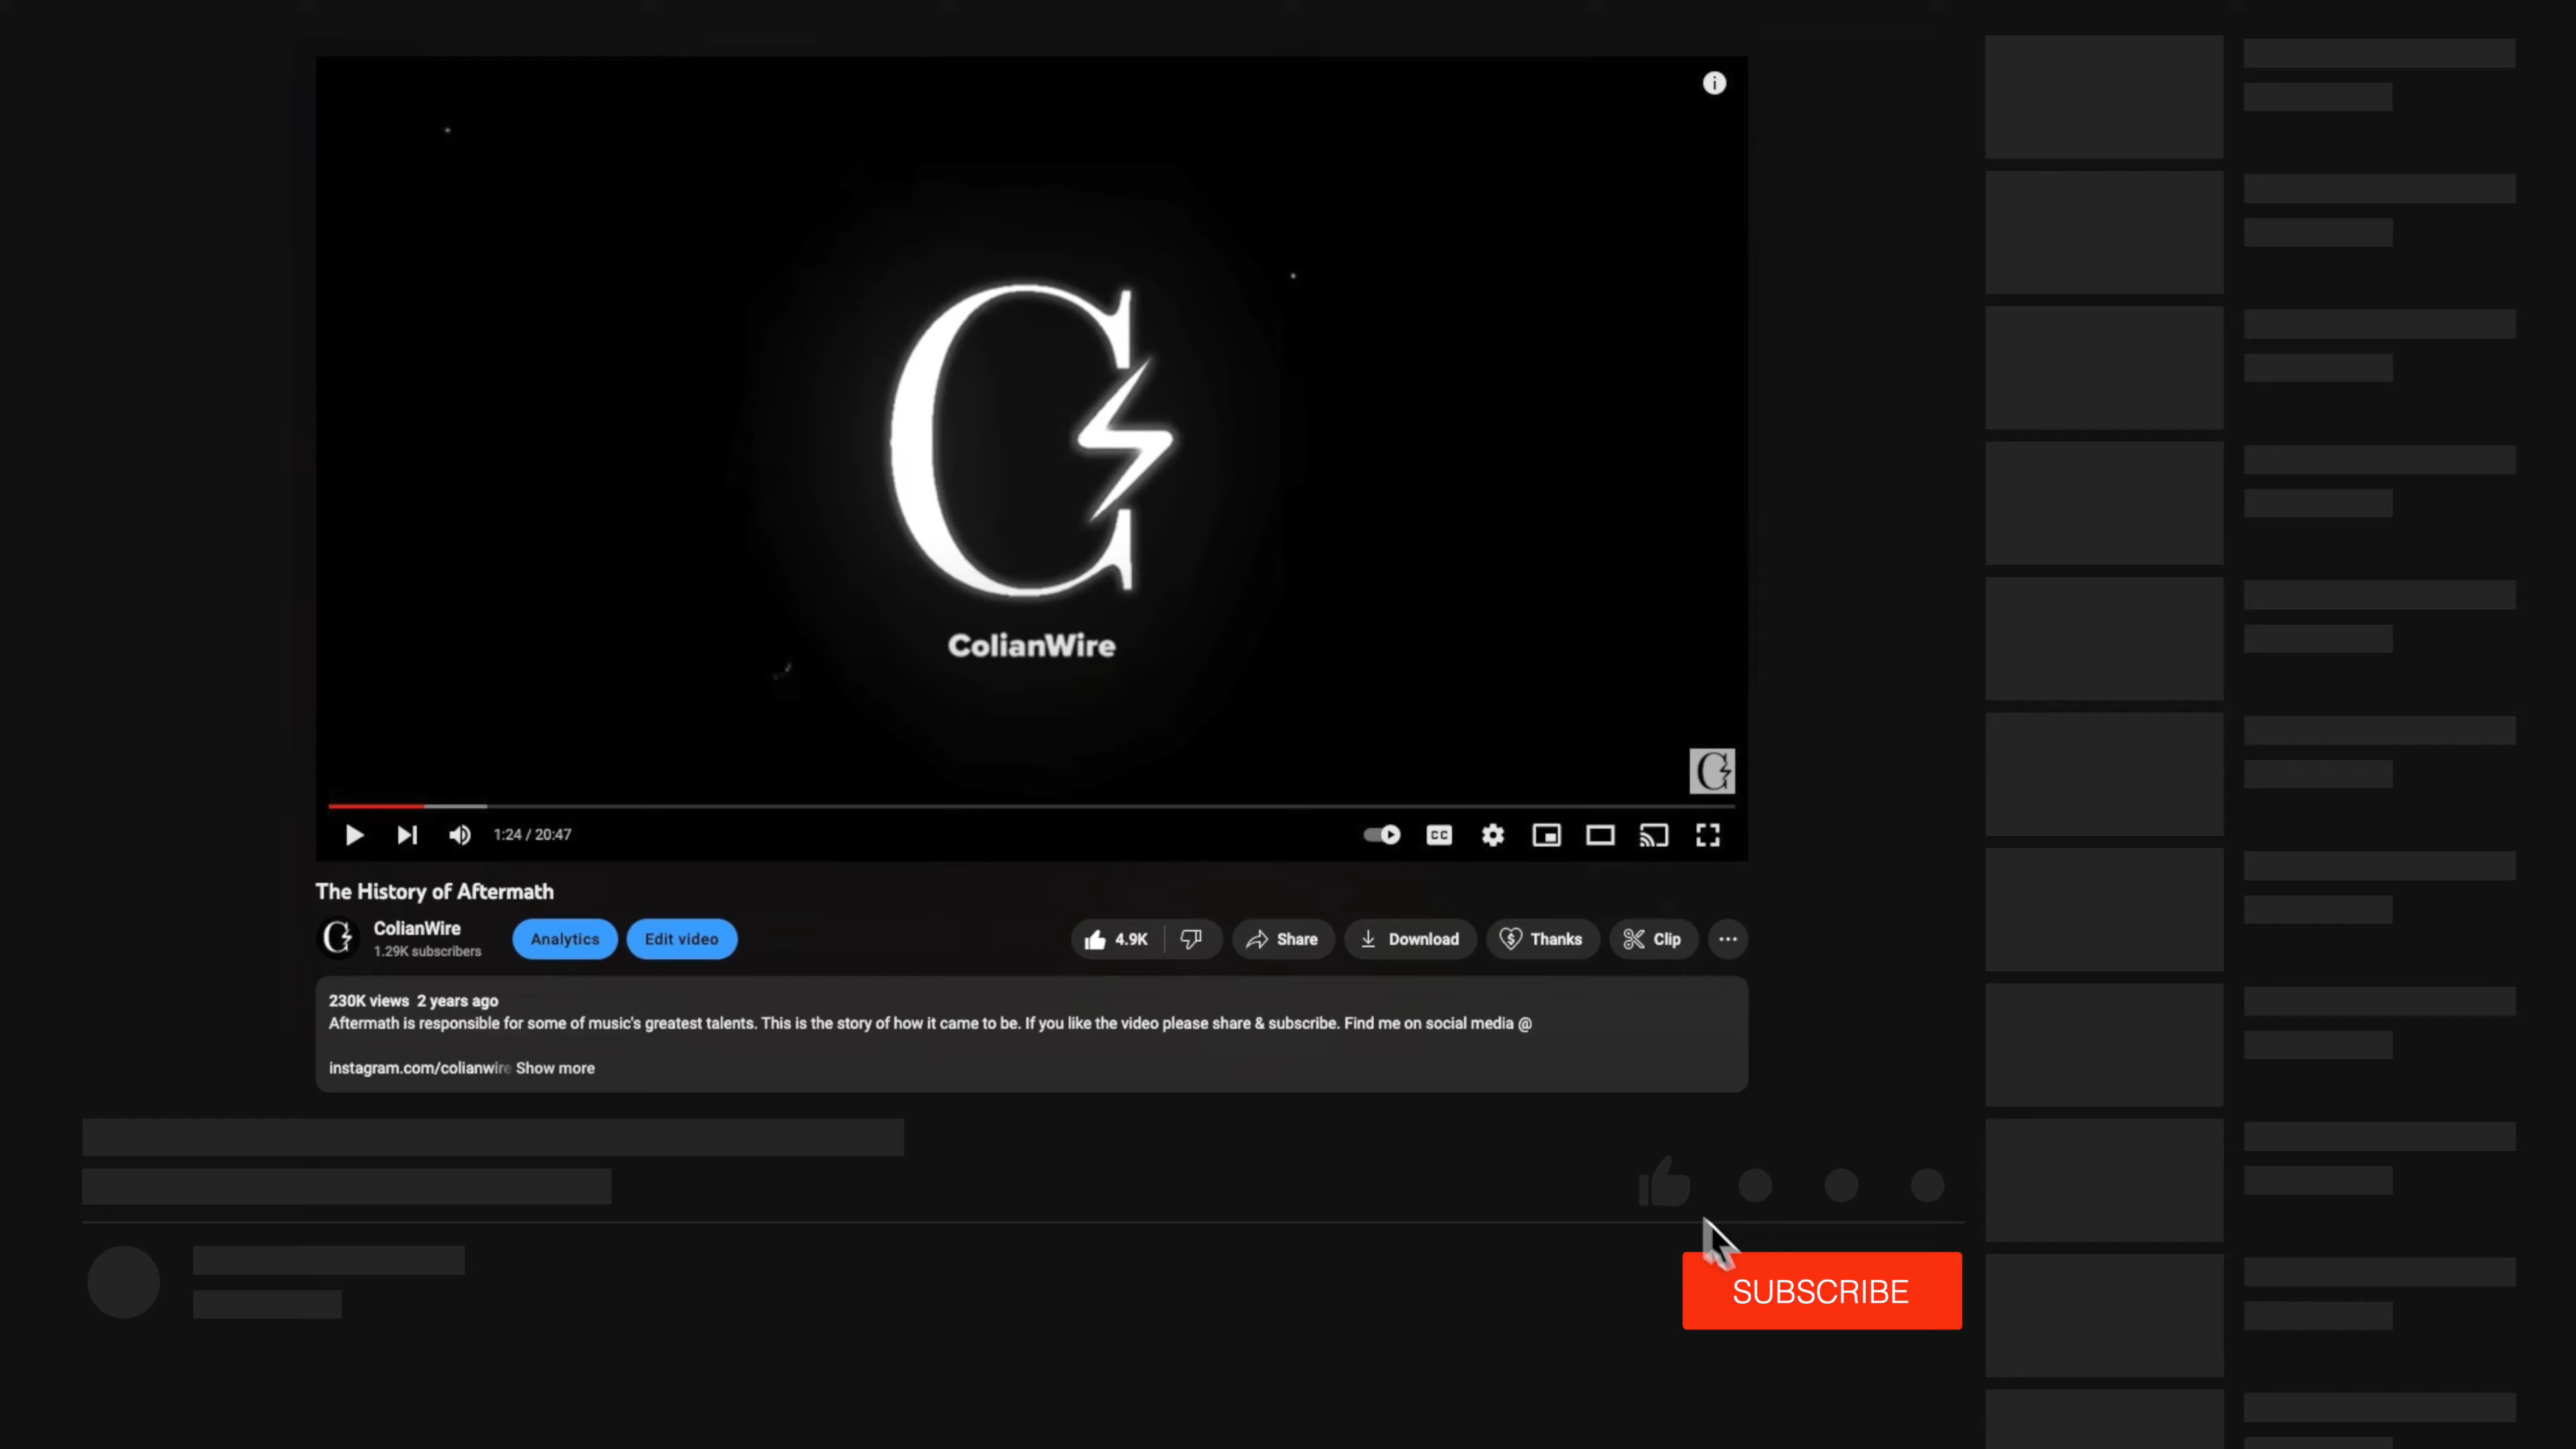 ColianWire
1:24 / 20:47
CC
The History of Aftermath
ColianWire
1.29K subscribers
Analytics
Edit video
4.9K
Share
Download
Thanks
Clip
230K views 2 years ago
Aftermath is responsible for some of music's greatest talents. This is the story of how it came to be. If you like the video please share & subscribe. Find me on social media @
instagram.com/colianwire Show more
SUBSCRIBE